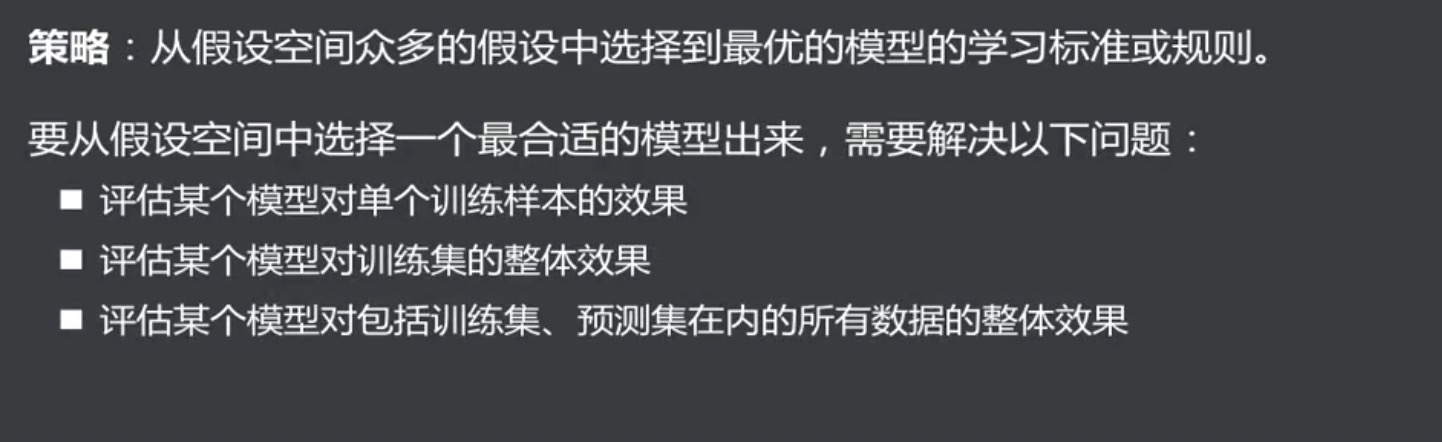 策略：从假设空间众多的假设中选择到最优的模型的学习标准或规则。
要从假设空间中选择一个最合适的模型出来，需要解决以下问题：
■ 评估某个模型对单个训练样本的效果
■ 评估某个模型对训练集的整体效果
■ 评估某个模型对包括训练集、预测集在内的所有数据的整体效果